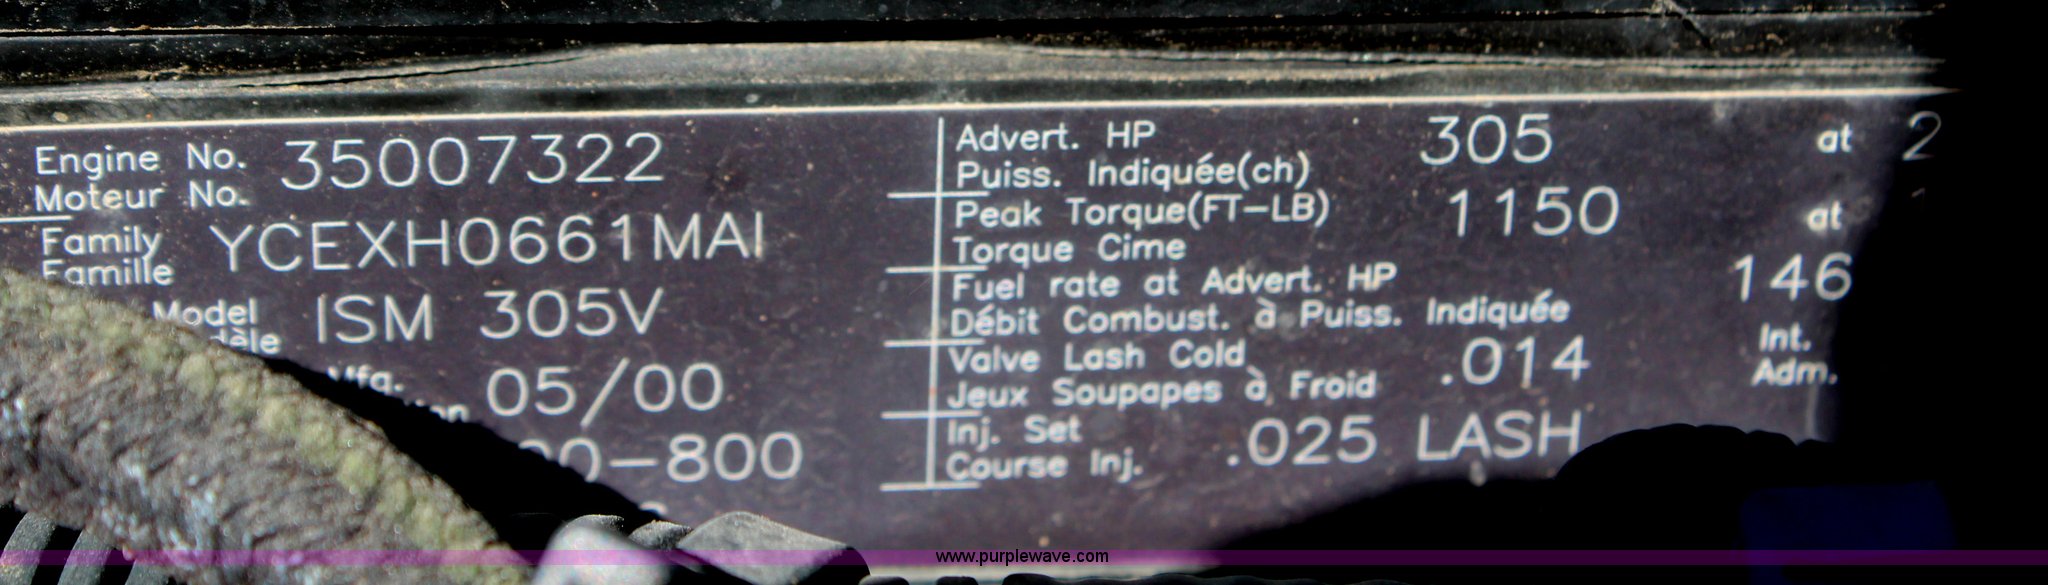 Engine No. 35007322
Moteur No.
Family YCEXH0661MAI
Famille
Model ISM 305V
dèle
Mfg. 05/00
00-800
Advert. HP 305 at 2
Puiss. Indiquée(ch)
Peak Torque(FT-LB) 1150 at
Torque Cime
Fuel rate at Advert. HP 146
Débit Combust. à Puiss. Indiquée
Valve Lash Cold .014 Int.
Jeux Soupapes à Froid Adm.
Inj. Set .025 LASH
Course Inj.
www.purplewave.com